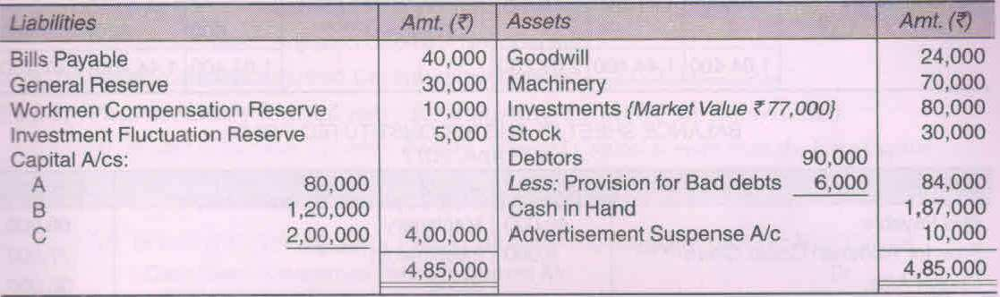 Liabilities Amt. (₹) Assets Amt. (₹)
Bills Payable 40,000 Goodwill 24,000
General Reserve 30,000 Machinery 70,000
Workmen Compensation Reserve 10,000 Investments {Market Value ₹ 77,000} 80,000
Investment Fluctuation Reserve 5,000 Stock 30,000
Capital A/cs: Debtors 90,000
A 80,000 Less: Provision for Bad debts 6,000 84,000
B 1,20,000 Cash in Hand 1,87,000
C 2,00,000 4,00,000 Advertisement Suspense A/c 10,000
4,85,000 4,85,000